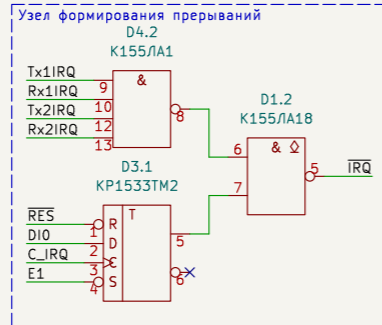 Узел формирования прерываний
D4.2
К155ЛА1
Tx1IRQ
Rx1IRQ
Tx2IRQ
Rx2IRQ
9
10
12
13
&
8
D1.2
К155ЛА18
6
7
& ◊
5
IRQ
D3.1
КР1533ТМ2
RES
DI0
C_IRQ
E1
1
2
3
4
R
D
C
S
T
5
6